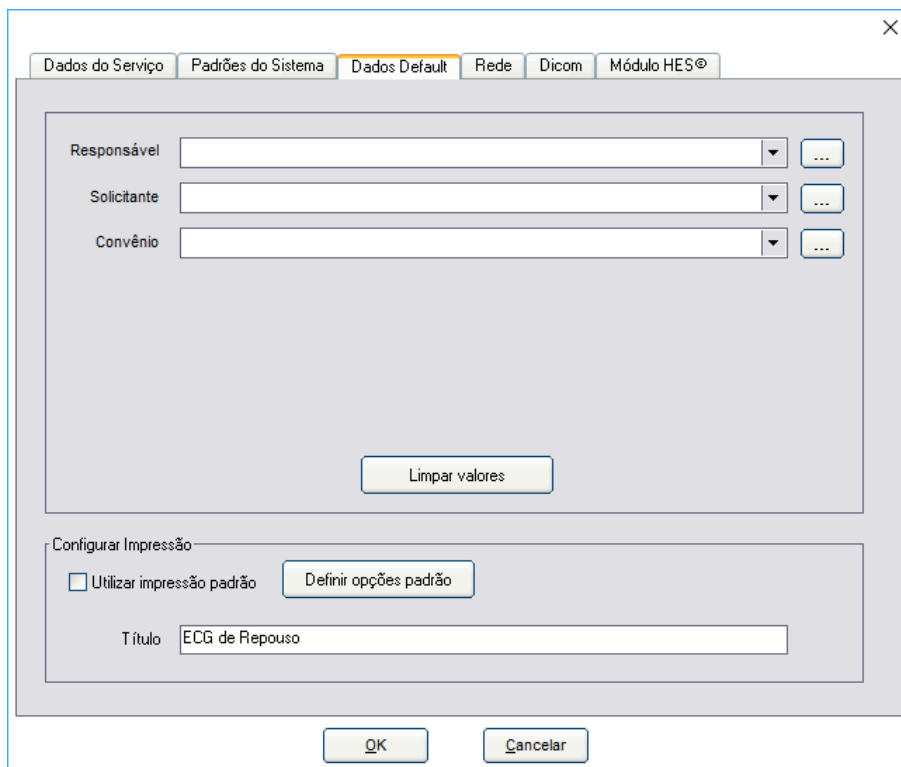 Dados do Serviço Padrões do Sistema Dados Default Rede Dicom Módulo HES©
Responsável
...
Solicitante
...
Convênio
...
Limpar valores
Configurar Impressão
Utilizar impressão padrão Definir opções padrão
Título ECG de Repouso
OK Cancelar